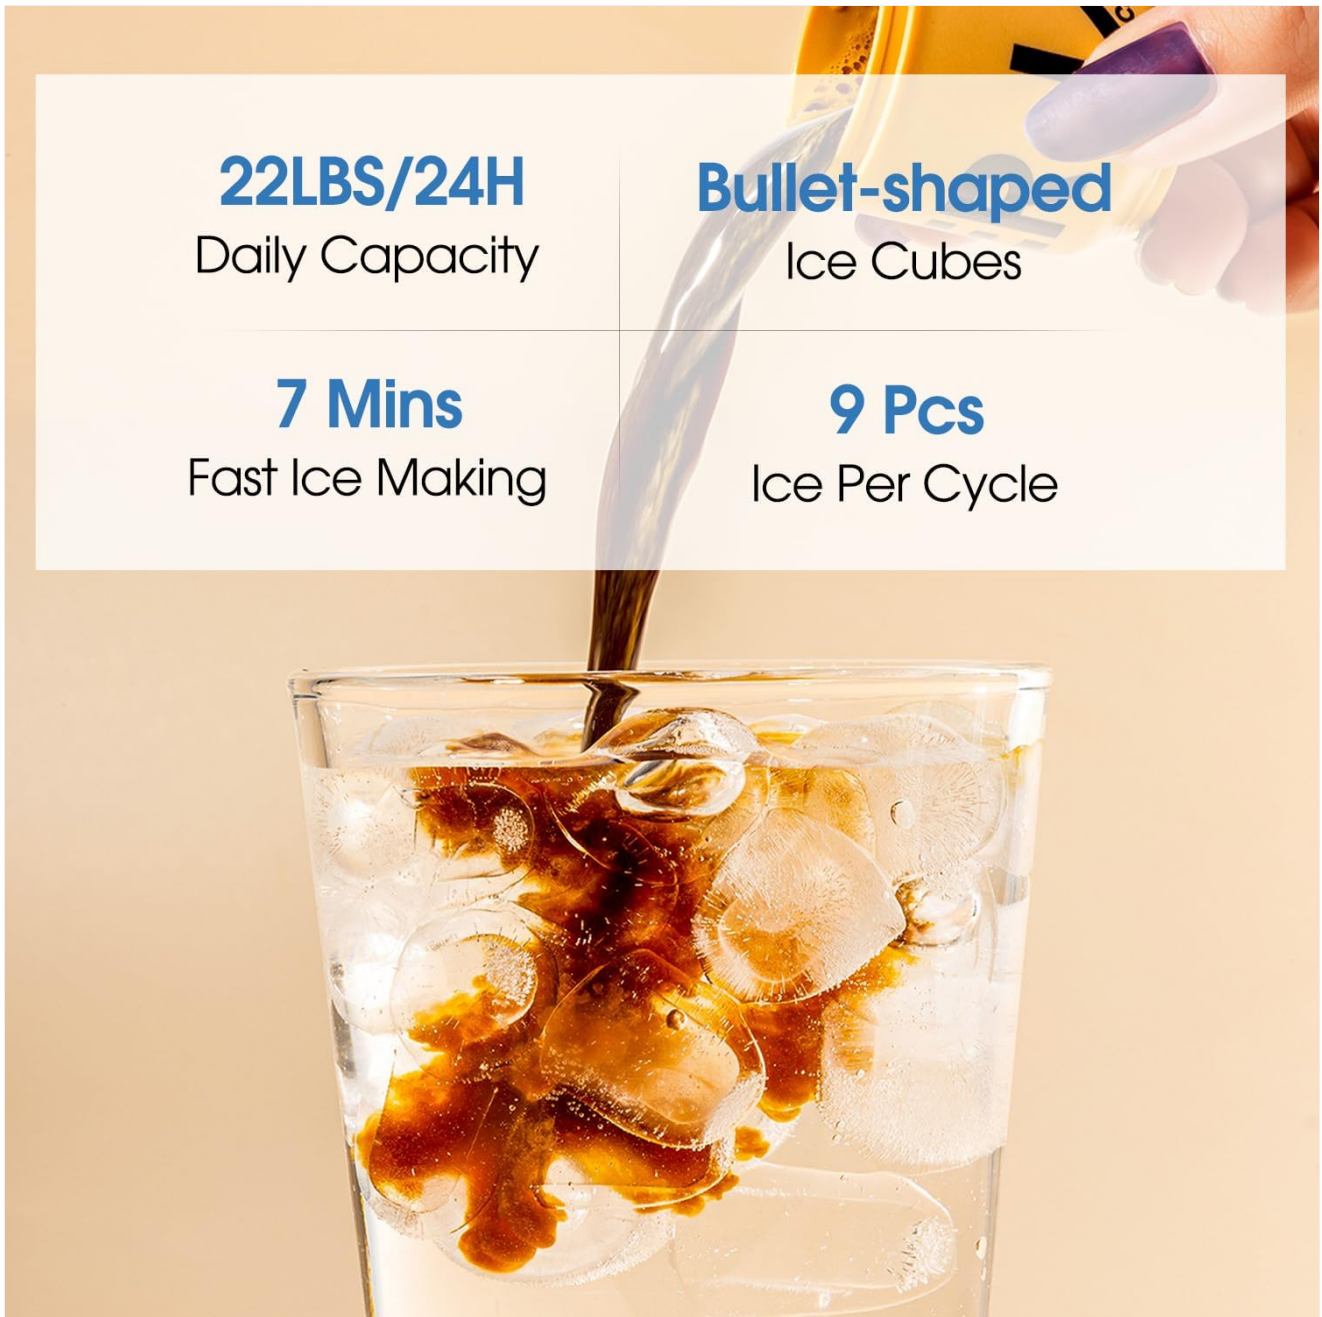 22LBS/24H
Daily Capacity
Bullet-shaped
Ice Cubes
7 Mins
Fast Ice Making
9 Pcs
Ice Per Cycle